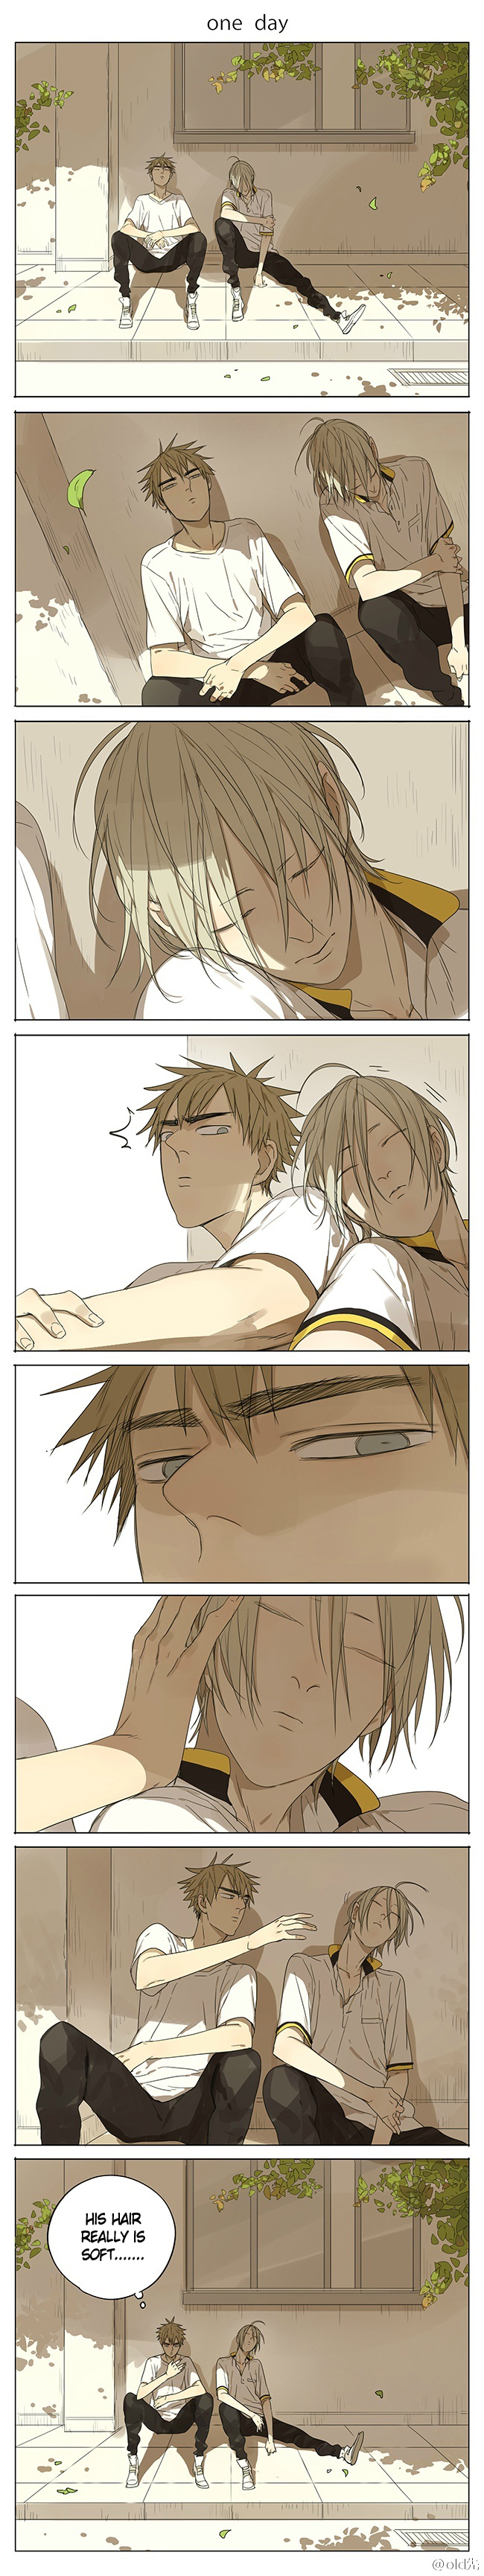 one day
HIS HAIR
REALLY IS
SOFT.......
@old先